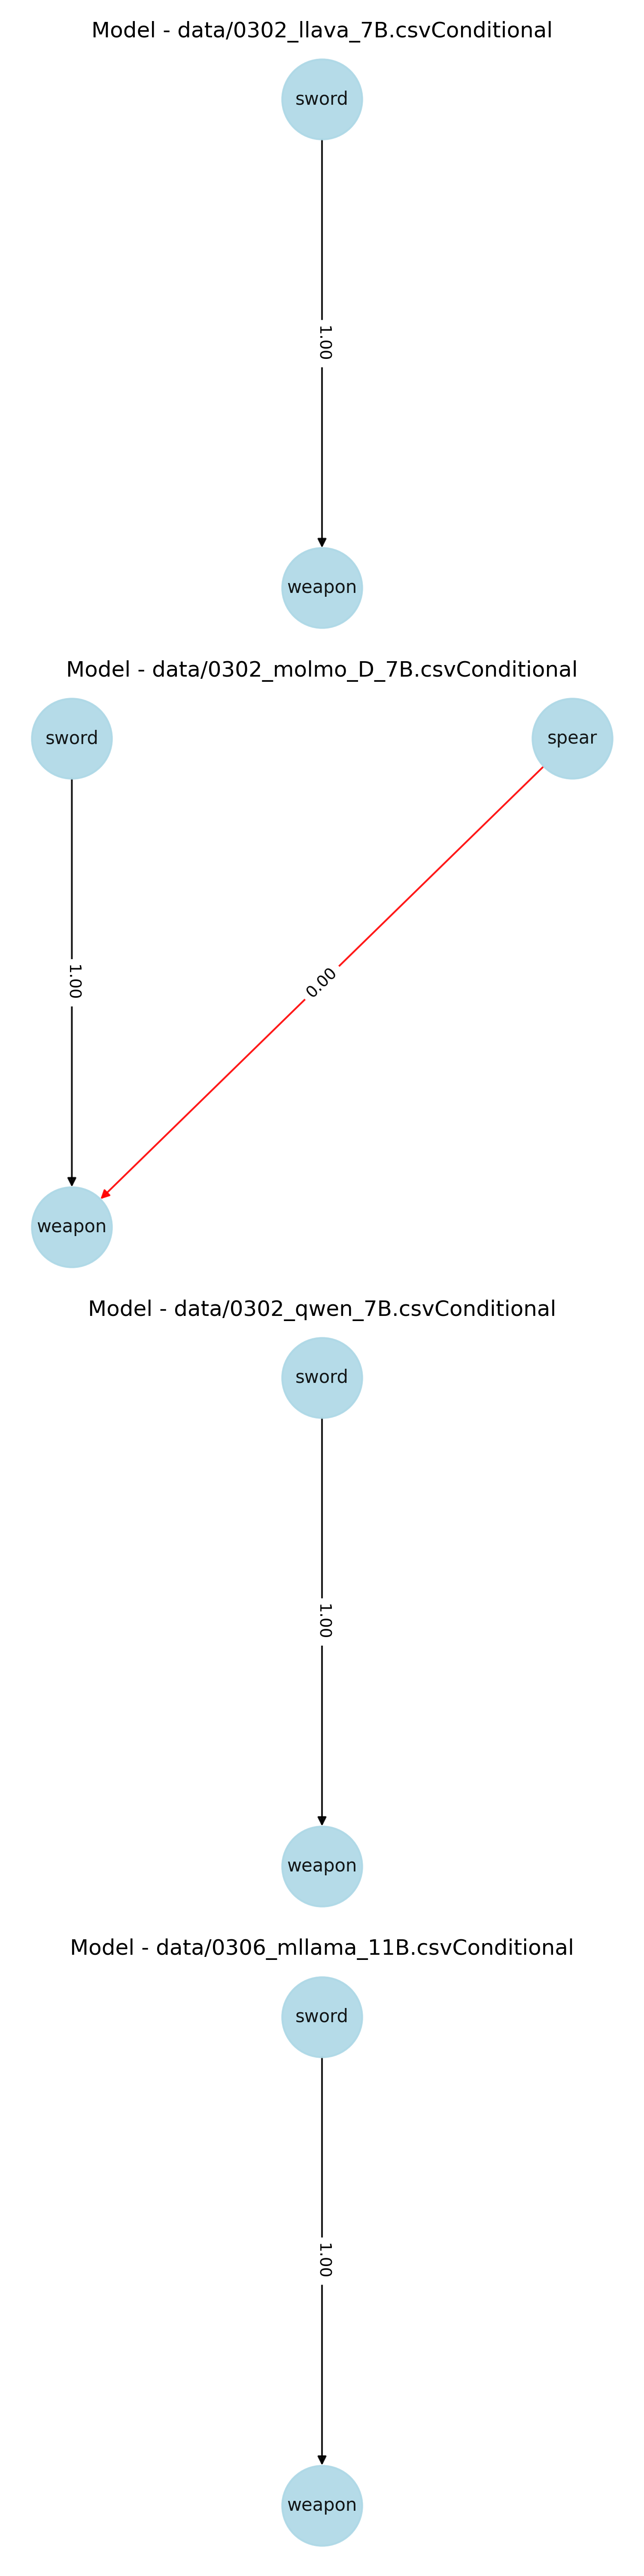 Model - data/0302_llava_7B.csvConditional
sword
1.00
weapon
Model - data/0302_molmo_D_7B.csvConditional
sword
spear
1.00
0.00
weapon
Model - data/0302_qwen_7B.csvConditional
sword
1.00
weapon
Model - data/0306_mllama_11B.csvConditional
sword
1.00
weapon